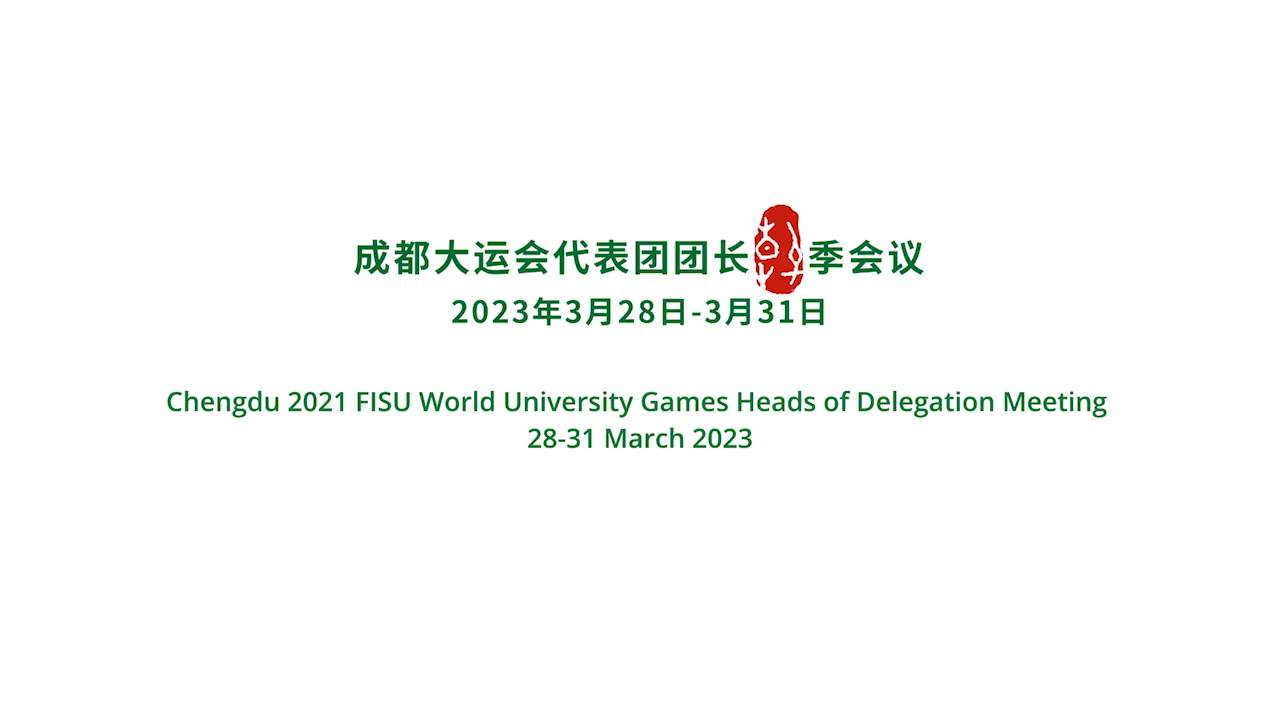 成都大运会代表团团长春季会议
2023年3月28日-3月31日
Chengdu 2021 FISU World University Games Heads of Delegation Meeting
28-31 March 2023